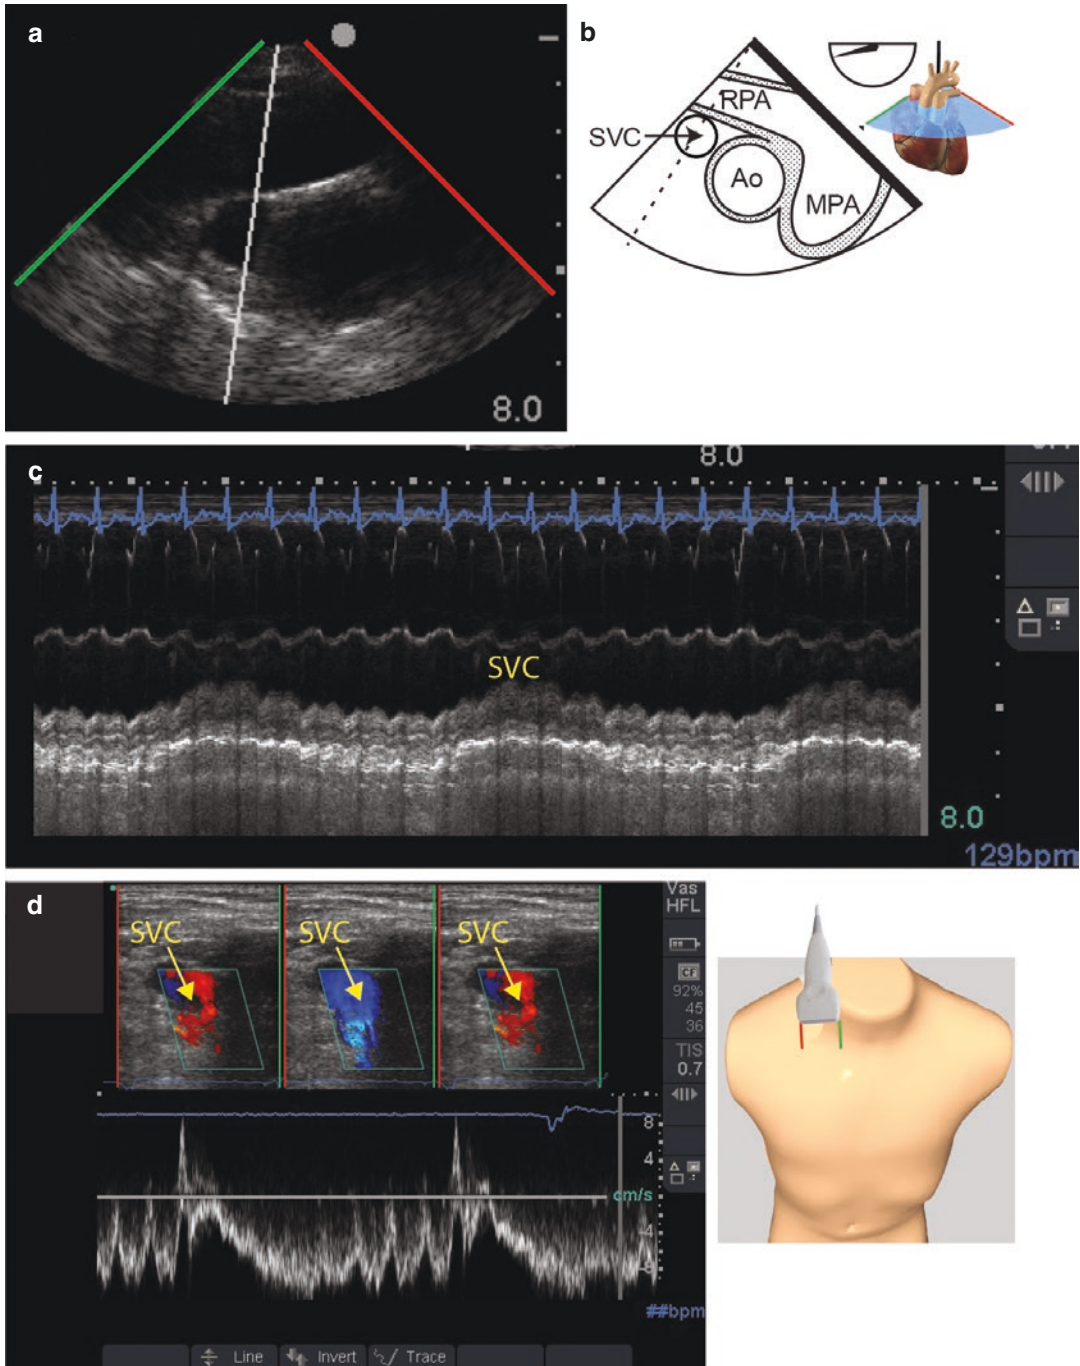 a
8.0
b
RPA
SVC
Ao
MPA
c
8.0
SVC
8.0
129bpm
d
SVC
SVC
SVC
Vas
HFL
CF
92%
45
36
TIS
0.7
8
4
cm/s
-4
-8
##bpm
Line
Invert
Trace